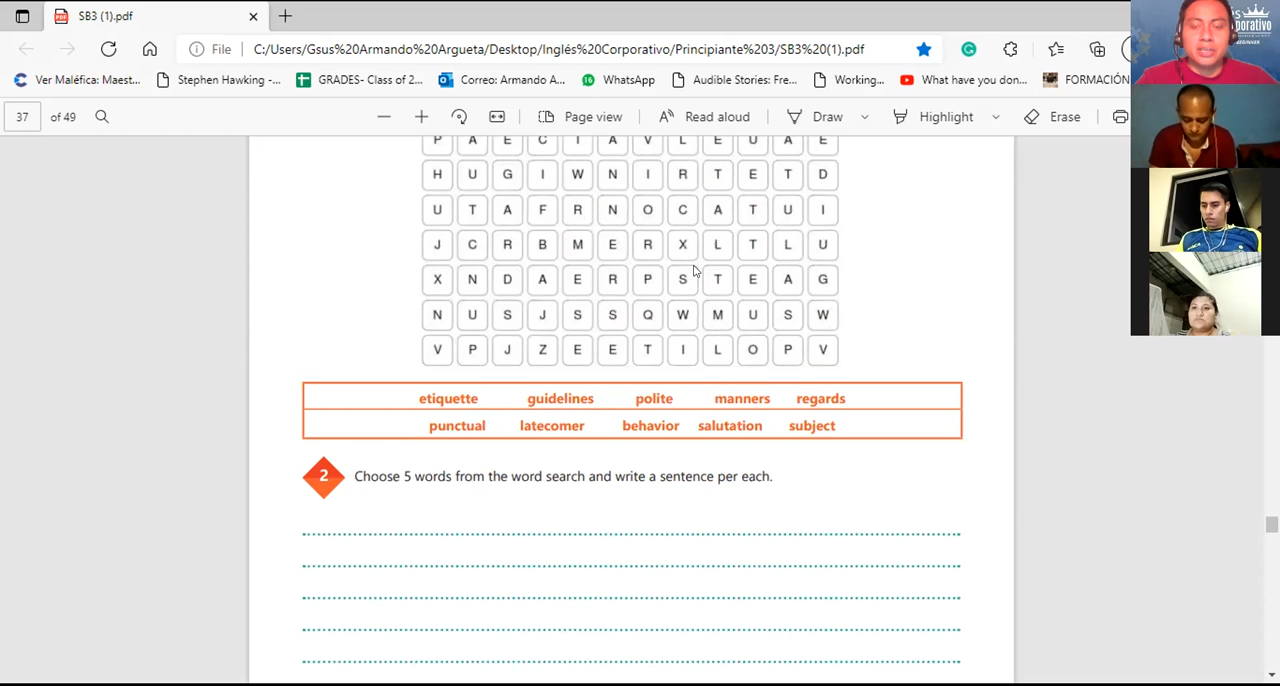 SB3 (1).pdf
File C:/Users/Gsus%20Armando%20Argueta/Desktop/Inglés%20Corporativo/Principiante%203/SB3%20(1).pdf
Ver Maléfica: Maest... Stephen Hawking -... GRADES- Class of 2... Correo: Armando A... WhatsApp Audible Stories: Fre... Working... What have you don... FORMACIÓN
37 of 49 Page view Read aloud Draw Highlight Erase
P A E C I A V L E U A E
H U G I W N I R T E T D
U T A F R N O C A T U I
J C R B M E R X L T L U
X N D A E R P S T E A G
N U S J S S Q W M U S W
V P J Z E E T I L O P V
etiquette guidelines polite manners regards
punctual latecomer behavior salutation subject
2 Choose 5 words from the word search and write a sentence per each.